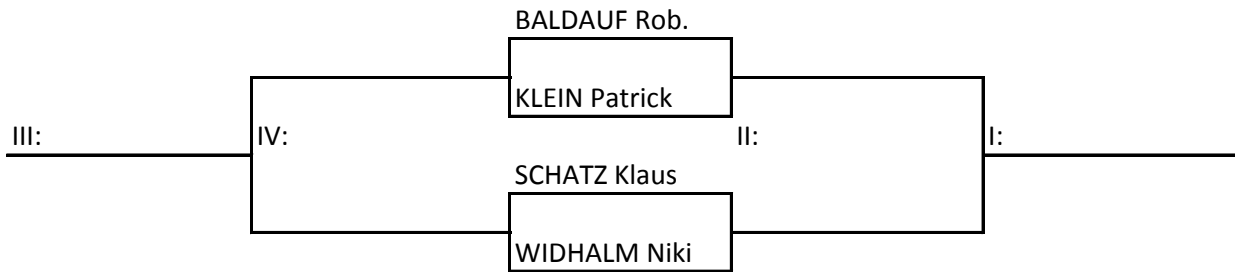 BALDAUF Rob.
KLEIN Patrick
III:
IV:
II:
I:
SCHATZ Klaus
WIDHALM Niki